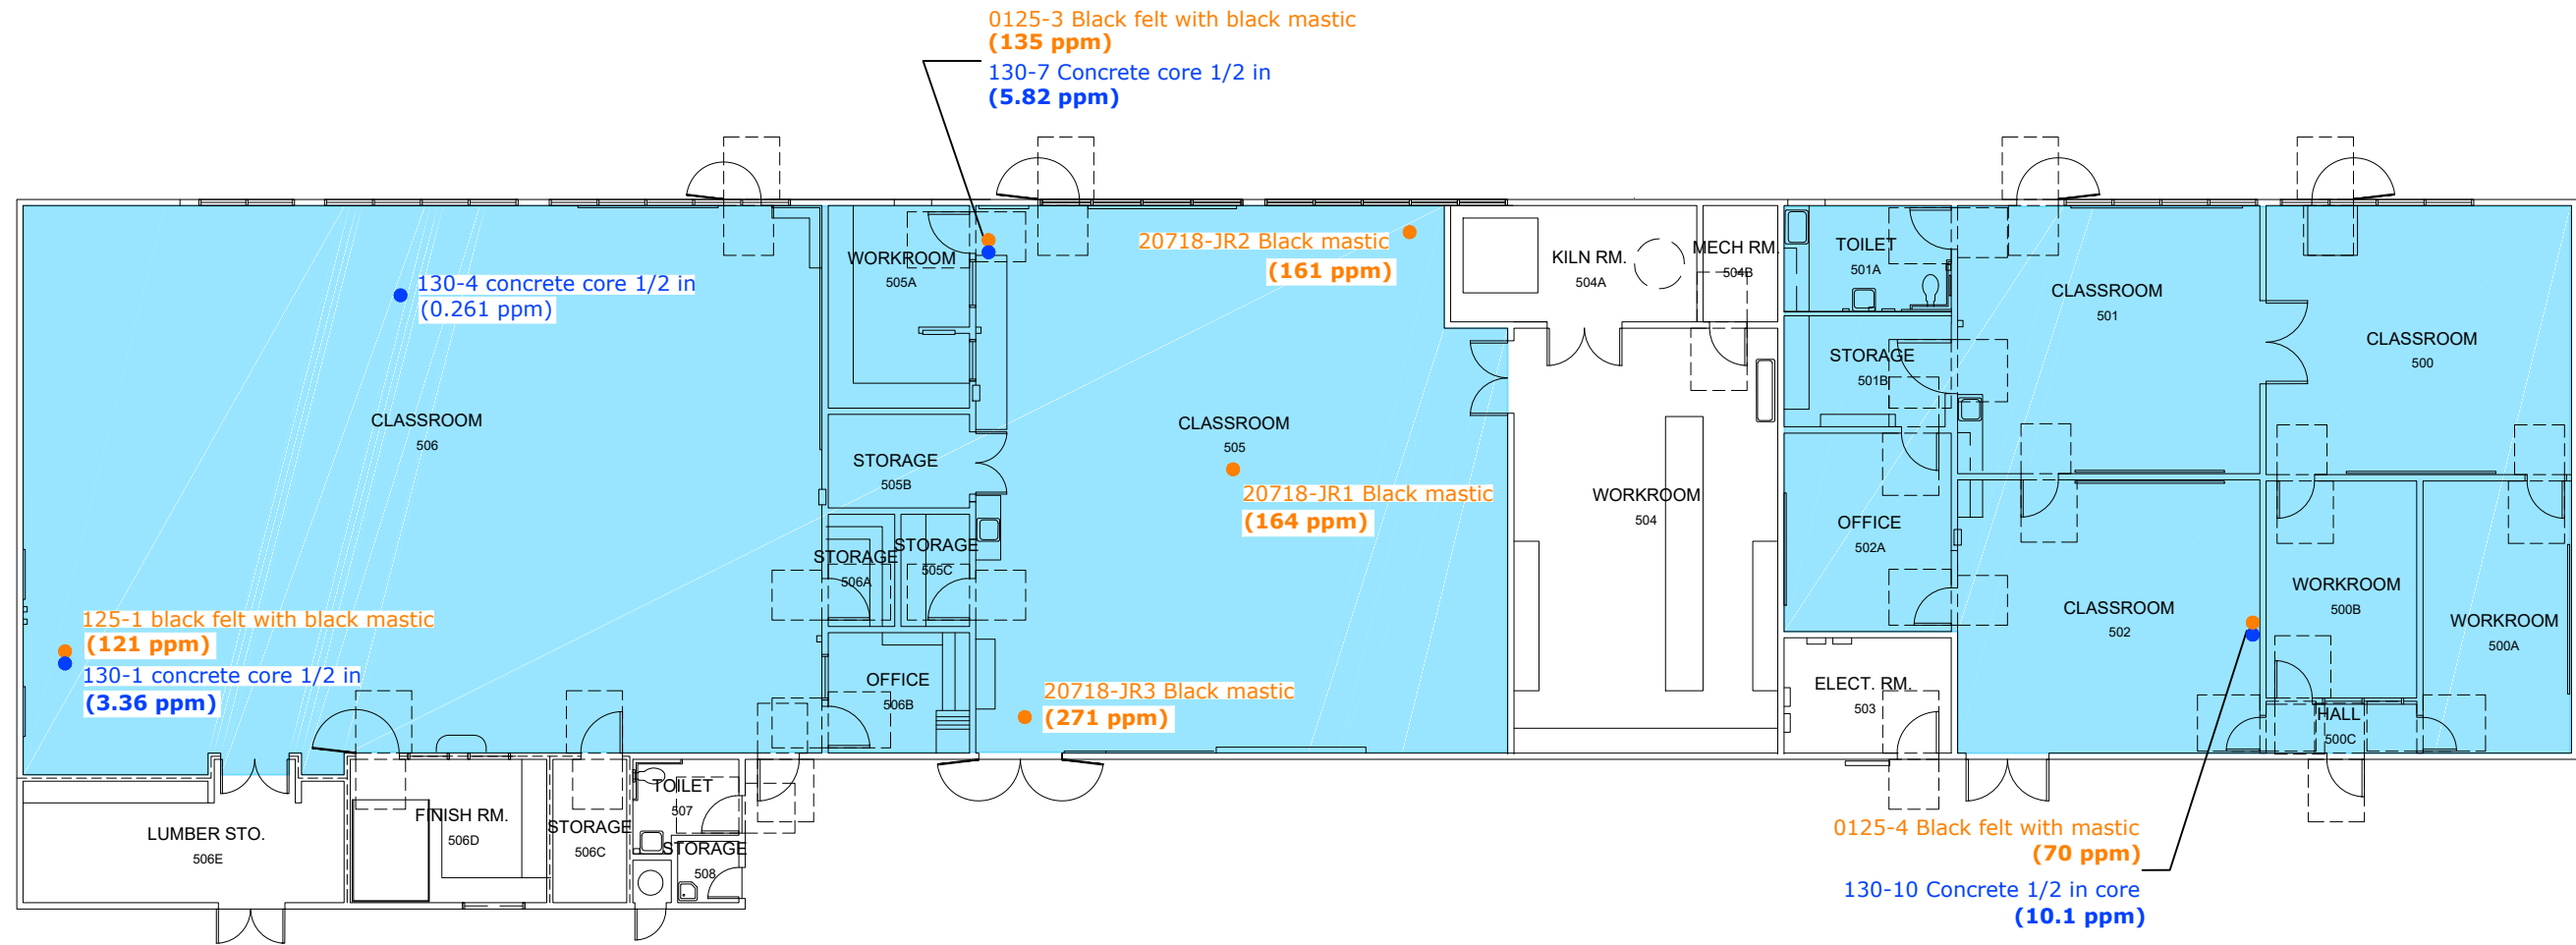 0125-3 Black felt with black mastic
(135 ppm)
130-7 Concrete core 1/2 in
(5.82 ppm)
20718-JR2 Black mastic
(161 ppm)
WORKROOM
505A
KILN RM.
504A
MECH RM.
504B
TOILET
501A
CLASSROOM
501
CLASSROOM
500
130-4 concrete core 1/2 in
(0.261 ppm)
STORAGE
501B
CLASSROOM
506
CLASSROOM
505
STORAGE
505B
20718-JR1 Black mastic
(164 ppm)
WORKROOM
504
OFFICE
502A
STORAGE
506A
STORAGE
505C
CLASSROOM
502
WORKROOM
500B
WORKROOM
500A
125-1 black felt with black mastic
(121 ppm)
130-1 concrete core 1/2 in
(3.36 ppm)
OFFICE
506B
20718-JR3 Black mastic
(271 ppm)
ELECT. RM.
503
HALL
500C
LUMBER STO.
506E
FINISH RM.
506D
STORAGE
506C
TOILET
507
STORAGE
508
0125-4 Black felt with mastic
(70 ppm)
130-10 Concrete 1/2 in core
(10.1 ppm)